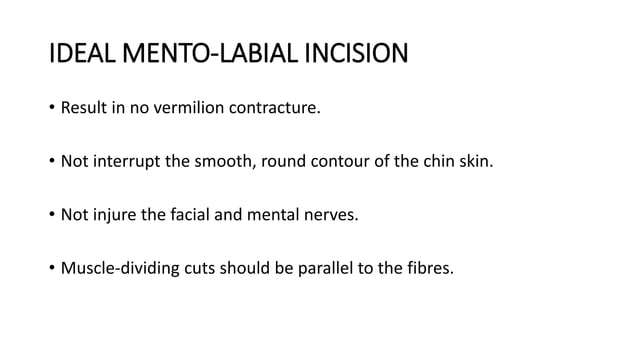 IDEAL MENTO-LABIAL INCISION
• Result in no vermilion contracture.
• Not interrupt the smooth, round contour of the chin skin.
• Not injure the facial and mental nerves.
• Muscle-dividing cuts should be parallel to the fibres.